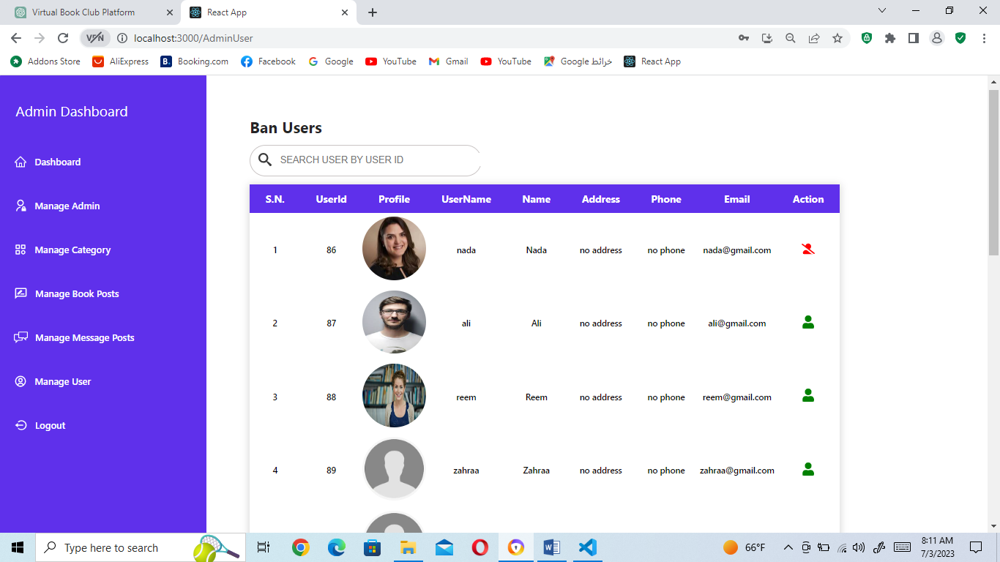 Virtual Book Club Platform
React App
VPN
localhost:3000/AdminUser
Addons Store
AliExpress
B. Booking.com
Facebook
Google
YouTube
Gmail
YouTube
خرائط Google
React App
Admin Dashboard
Dashboard
Manage Admin
Manage Category
Manage Book Posts
Manage Message Posts
Manage User
Logout
Ban Users
SEARCH USER BY USER ID
S.N. UserId Profile UserName Name Address Phone Email Action
1 86 nada Nada no address no phone nada@gmail.com
2 87 ali Ali no address no phone ali@gmail.com
3 88 reem Reem no address no phone reem@gmail.com
4 89 zahraa Zahraa no address no phone zahraa@gmail.com
Type here to search
66°F
8:11 AM
7/3/2023